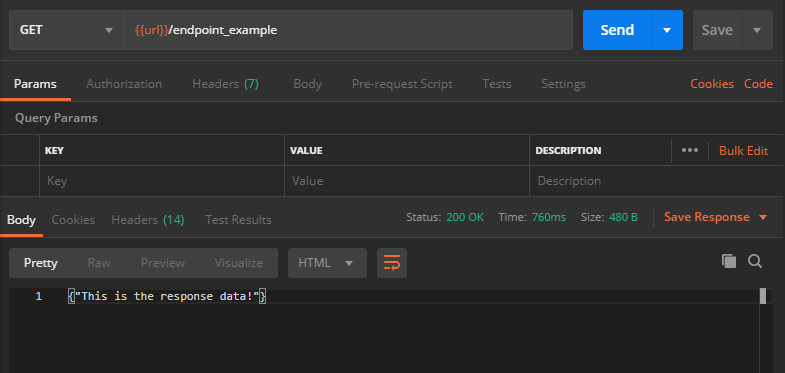 GET {{url}}/endpoint_example Send Save
Params Authorization Headers (7) Body Pre-request Script Tests Settings Cookies Code
Query Params
KEY VALUE DESCRIPTION ••• Bulk Edit
Key Value Description
Body Cookies Headers (14) Test Results Status: 200 OK Time: 760ms Size: 480 B Save Response
Pretty Raw Preview Visualize HTML
1 {"This is the response data!"}